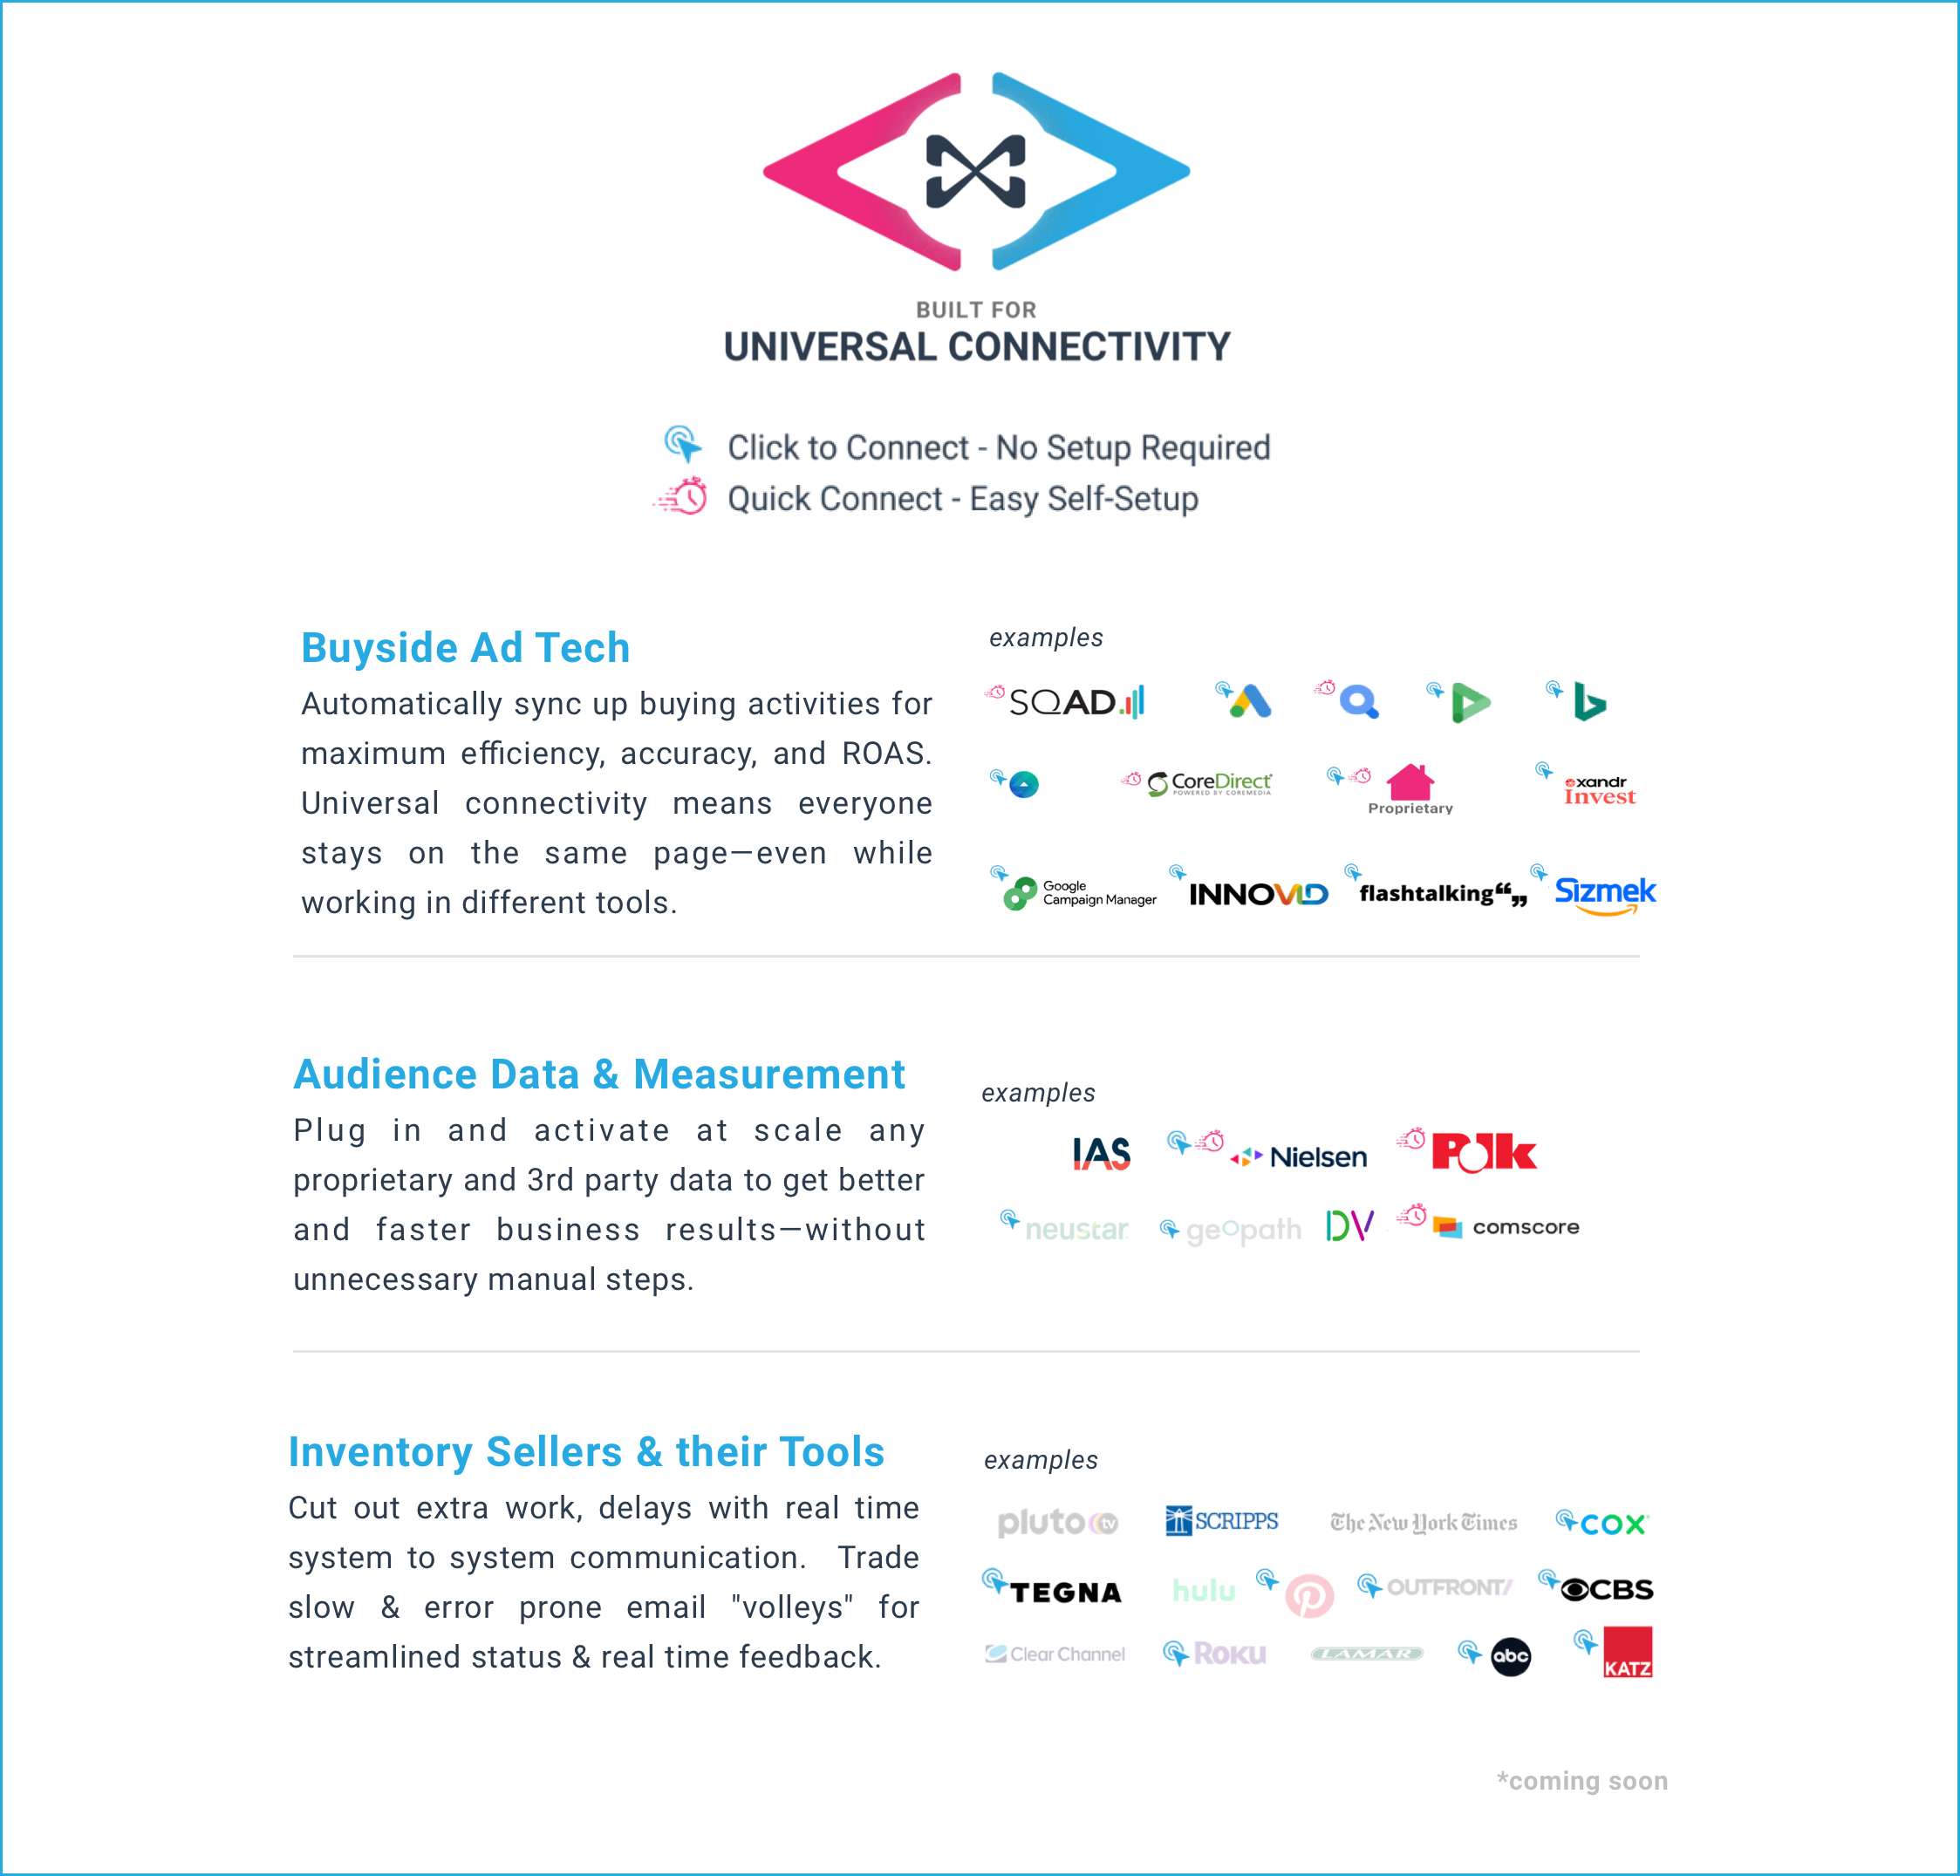 BUILT FOR
UNIVERSAL CONNECTIVITY
Click to Connect - No Setup Required
Quick Connect - Easy Self-Setup
Buyside Ad Tech
Automatically sync up buying activities for
maximum efficiency, accuracy, and ROAS.
Universal connectivity means everyone
stays on the same page—even while
working in different tools.
examples
SQAD
CoreDirect
POWERED BY COREMEDIA
Proprietary
xandr
Invest
Google
Campaign Manager
INNOVID
flashtalking
Sizmek
Audience Data & Measurement
Plug in and activate at scale any
proprietary and 3rd party data to get better
and faster business results—without
unnecessary manual steps.
examples
IAS
Nielsen
Polk
neustar
geopath
DV
comscore
Inventory Sellers & their Tools
Cut out extra work, delays with real time
system to system communication. Trade
slow & error prone email "volleys" for
streamlined status & real time feedback.
examples
pluto tv
SCRIPPS
The New York Times
COX
TEGNA
hulu
OUTFRONT/
CBS
Clear Channel
ROKU
LAMAR
abc
KATZ
*coming soon